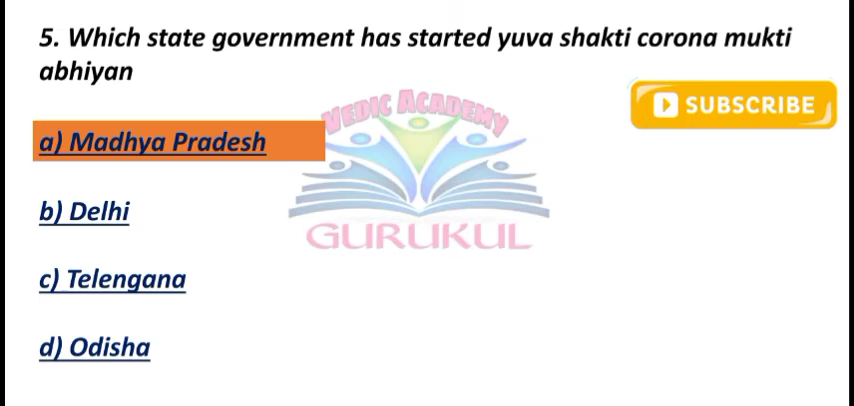 5. Which state government has started yuva shakti corona mukti
abhiyan
VEDIC ACADEMY
SUBSCRIBE
a) Madhya Pradesh
b) Delhi
GURUKUL
c) Telengana
d) Odisha